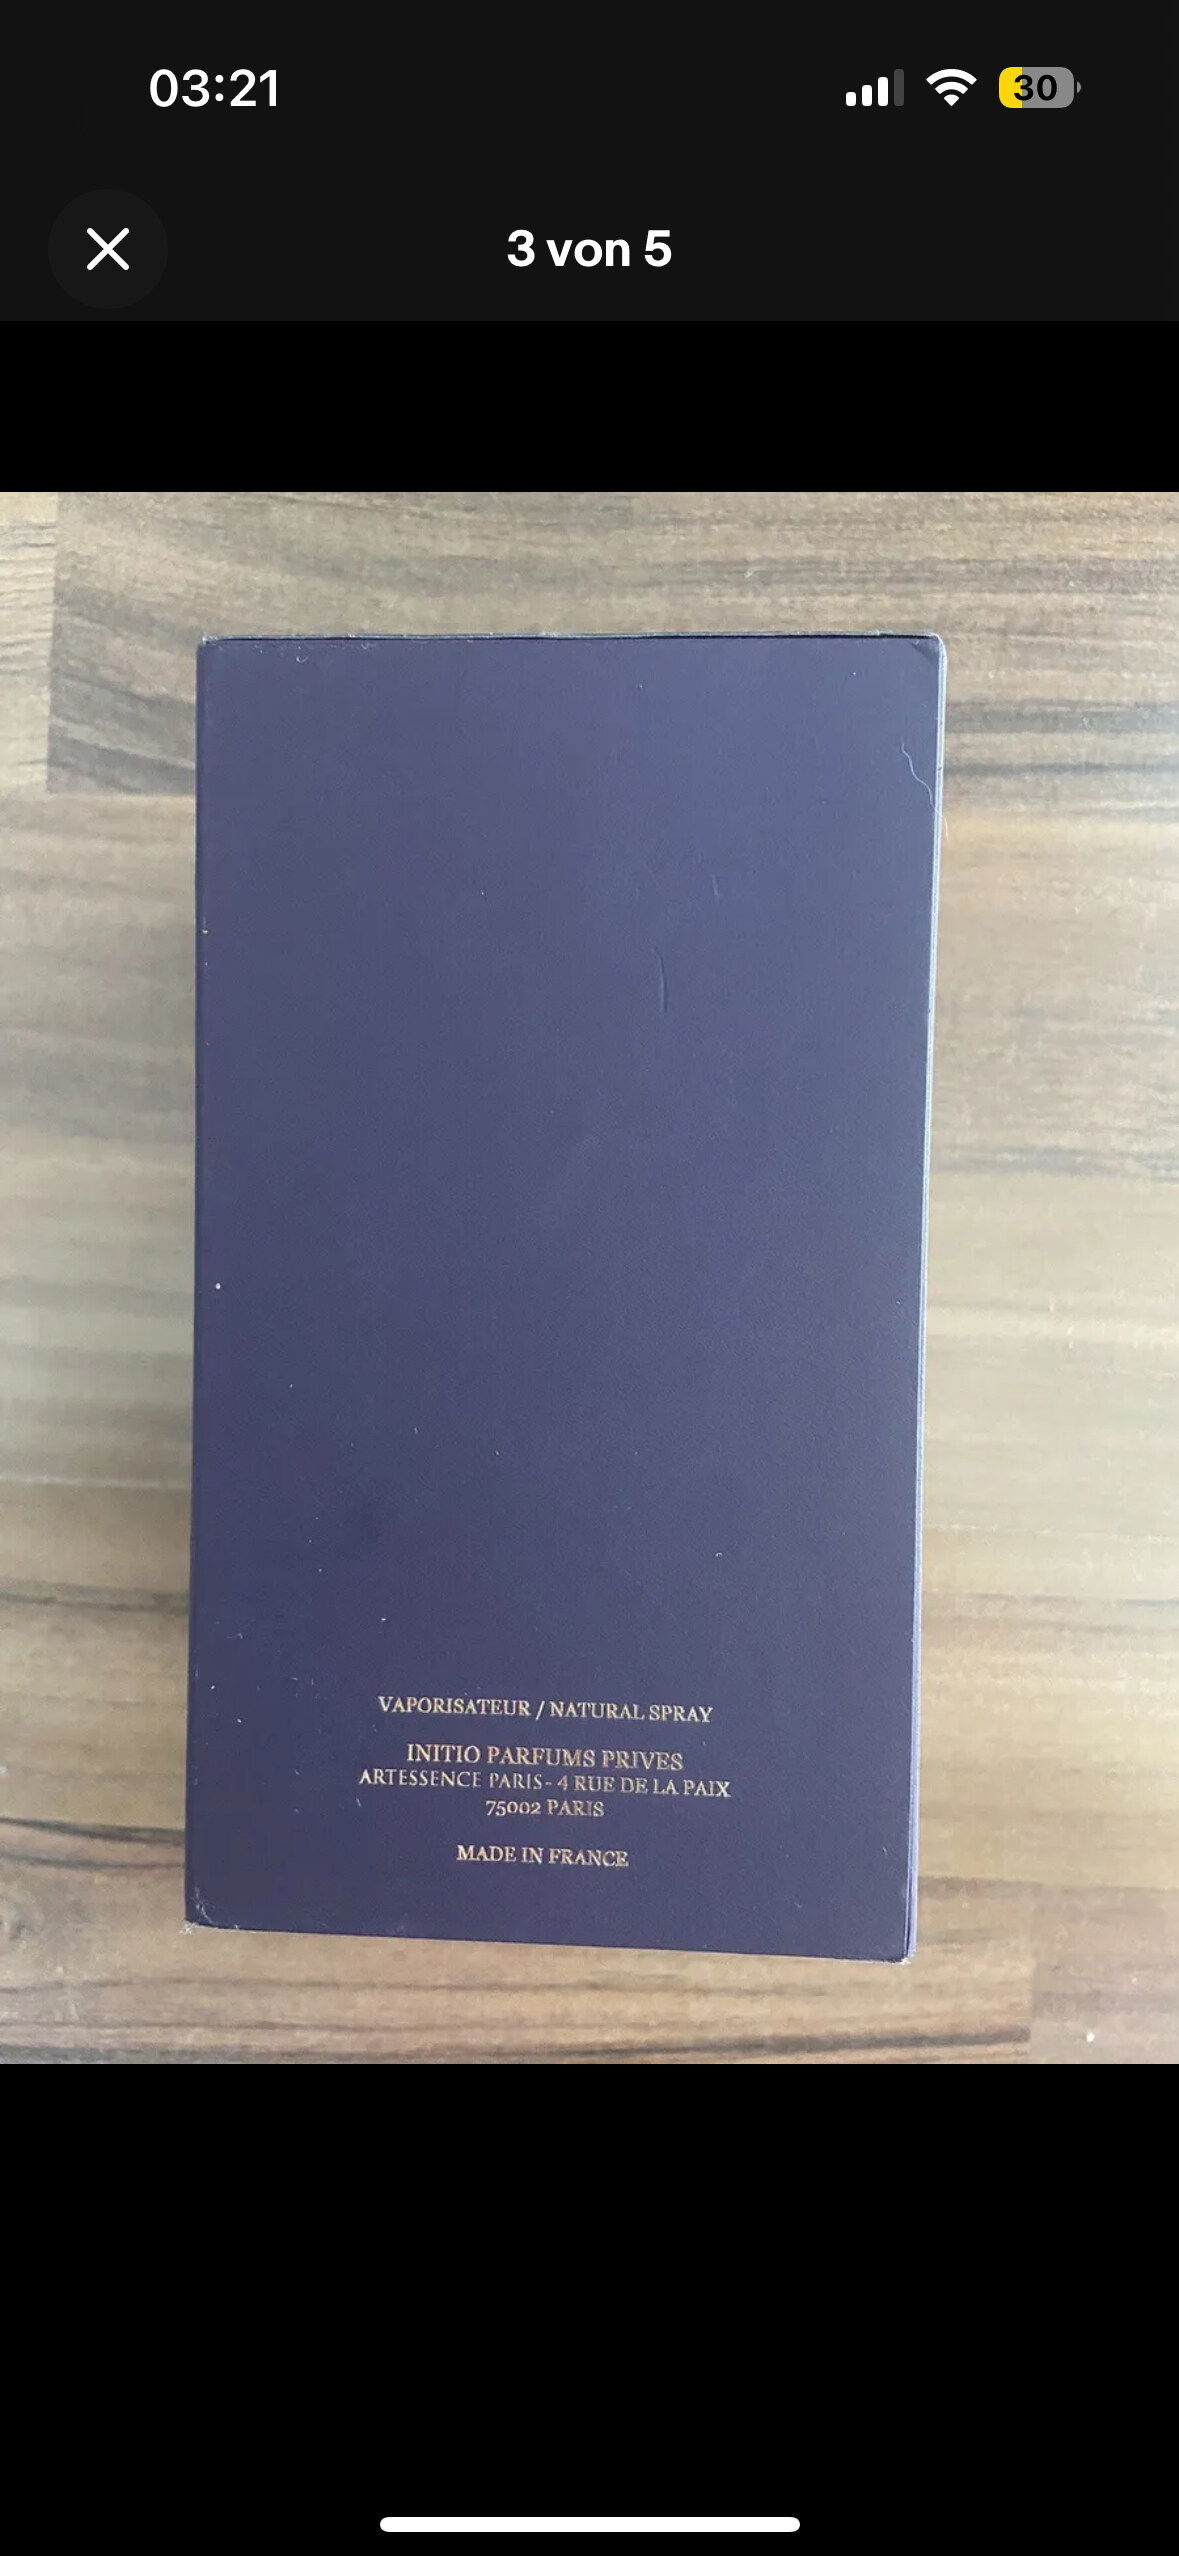 03:21
30
3 von 5
VAPORISATEUR / NATURAL SPRAY
INITIO PARFUMS PRIVES
ARTESSENCE PARIS- 4 RUE DE LA PAIX
75002 PARIS
MADE IN FRANCE